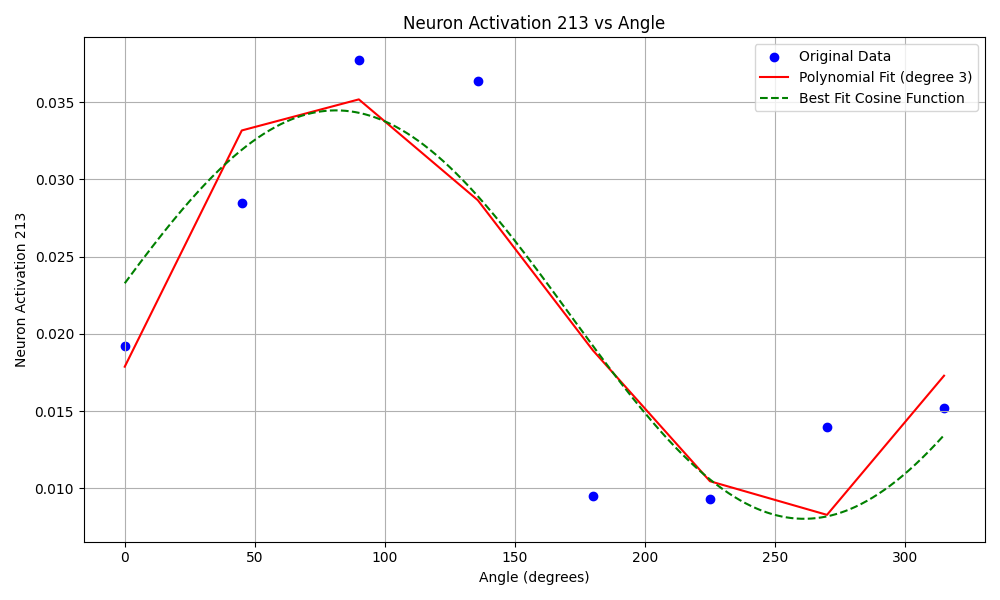 Neuron Activation 213 vs Angle
Original Data
Polynomial Fit (degree 3)
Best Fit Cosine Function
Neuron Activation 213
0.035
0.030
0.025
0.020
0.015
0.010
0 50 100 150 200 250 300
Angle (degrees)